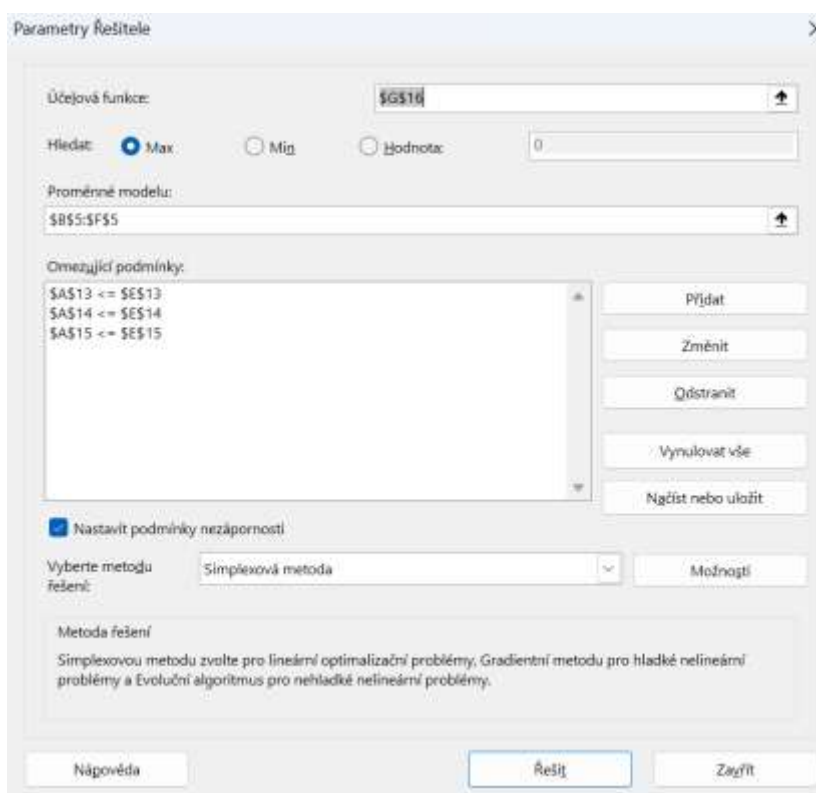 Parametry Řešitele
Účelová funkce: $G$16
Hledat: Max Min Hodnota: 0
Proměnné modelu:
$B$5:$F$5
Omezující podmínky:
$A$13 <= $E$13
$A$14 <= $E$14
$A$15 <= $E$15
Přidat
Změnit
Odstranit
Vynulovat vše
Načíst nebo uložit
Nastavit podmínky nezápornosti
Vyberte metodu řešení: Simplexová metoda
Možnosti
Metoda řešení
Simplexovou metodu zvolte pro lineární optimalizační problémy, Gradientní metodu pro hladké nelineární
problémy a Evoluční algoritmus pro nehladké nelineární problémy.
Nápověda Řešit Zavřít